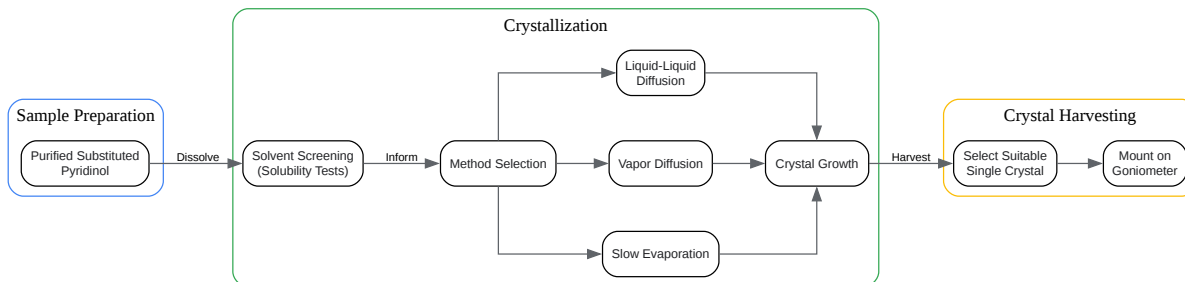 Crystallization
Sample Preparation
Purified Substituted
Pyridinol
Dissolve
Solvent Screening
(Solubility Tests)
Inform
Method Selection
Liquid-Liquid
Diffusion
Vapor Diffusion
Slow Evaporation
Crystal Growth
Harvest
Crystal Harvesting
Select Suitable
Single Crystal
Mount on
Goniometer